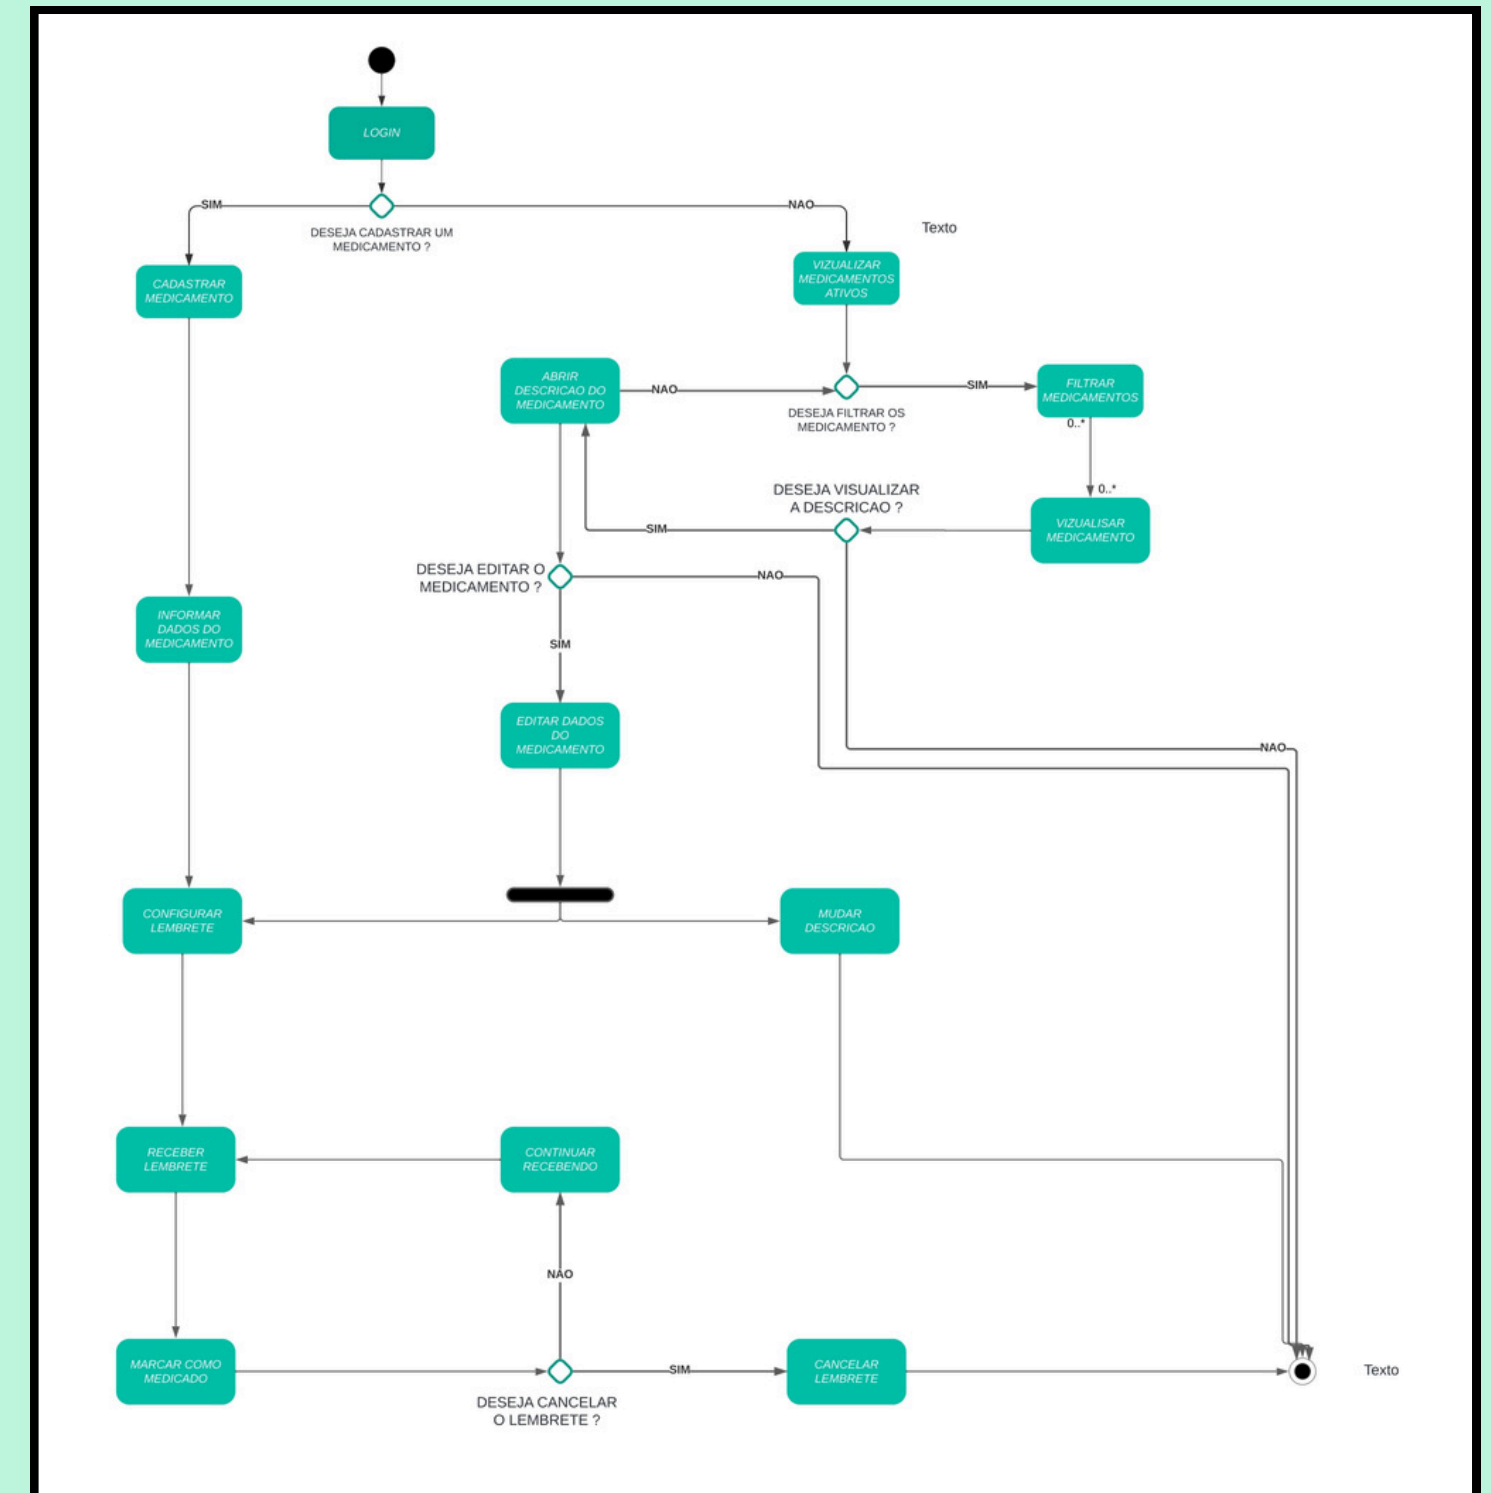 LOGIN
SIM
NAO
DESEJA CADASTRAR UM
MEDICAMENTO ?
Texto
CADASTRAR
MEDICAMENTO
VIZUALIZAR
MEDICAMENTOS
ATIVOS
ABRIR
DESCRICAO DO
MEDICAMENTO
NAO
SIM
FILTRAR
MEDICAMENTOS
DESEJA FILTRAR OS
MEDICAMENTO ?
0..*
0..*
DESEJA VISUALIZAR
A DESCRICAO ?
SIM
VIZUALISAR
MEDICAMENTO
DESEJA EDITAR O
MEDICAMENTO ?
NAO
INFORMAR
DADOS DO
MEDICAMENTO
SIM
EDITAR DADOS
DO
MEDICAMENTO
NAO
CONFIGURAR
LEMBRETE
MUDAR
DESCRICAO
RECEBER
LEMBRETE
CONTINUAR
RECEBENDO
NAO
MARCAR COMO
MEDICADO
SIM
CANCELAR
LEMBRETE
Texto
DESEJA CANCELAR
O LEMBRETE ?